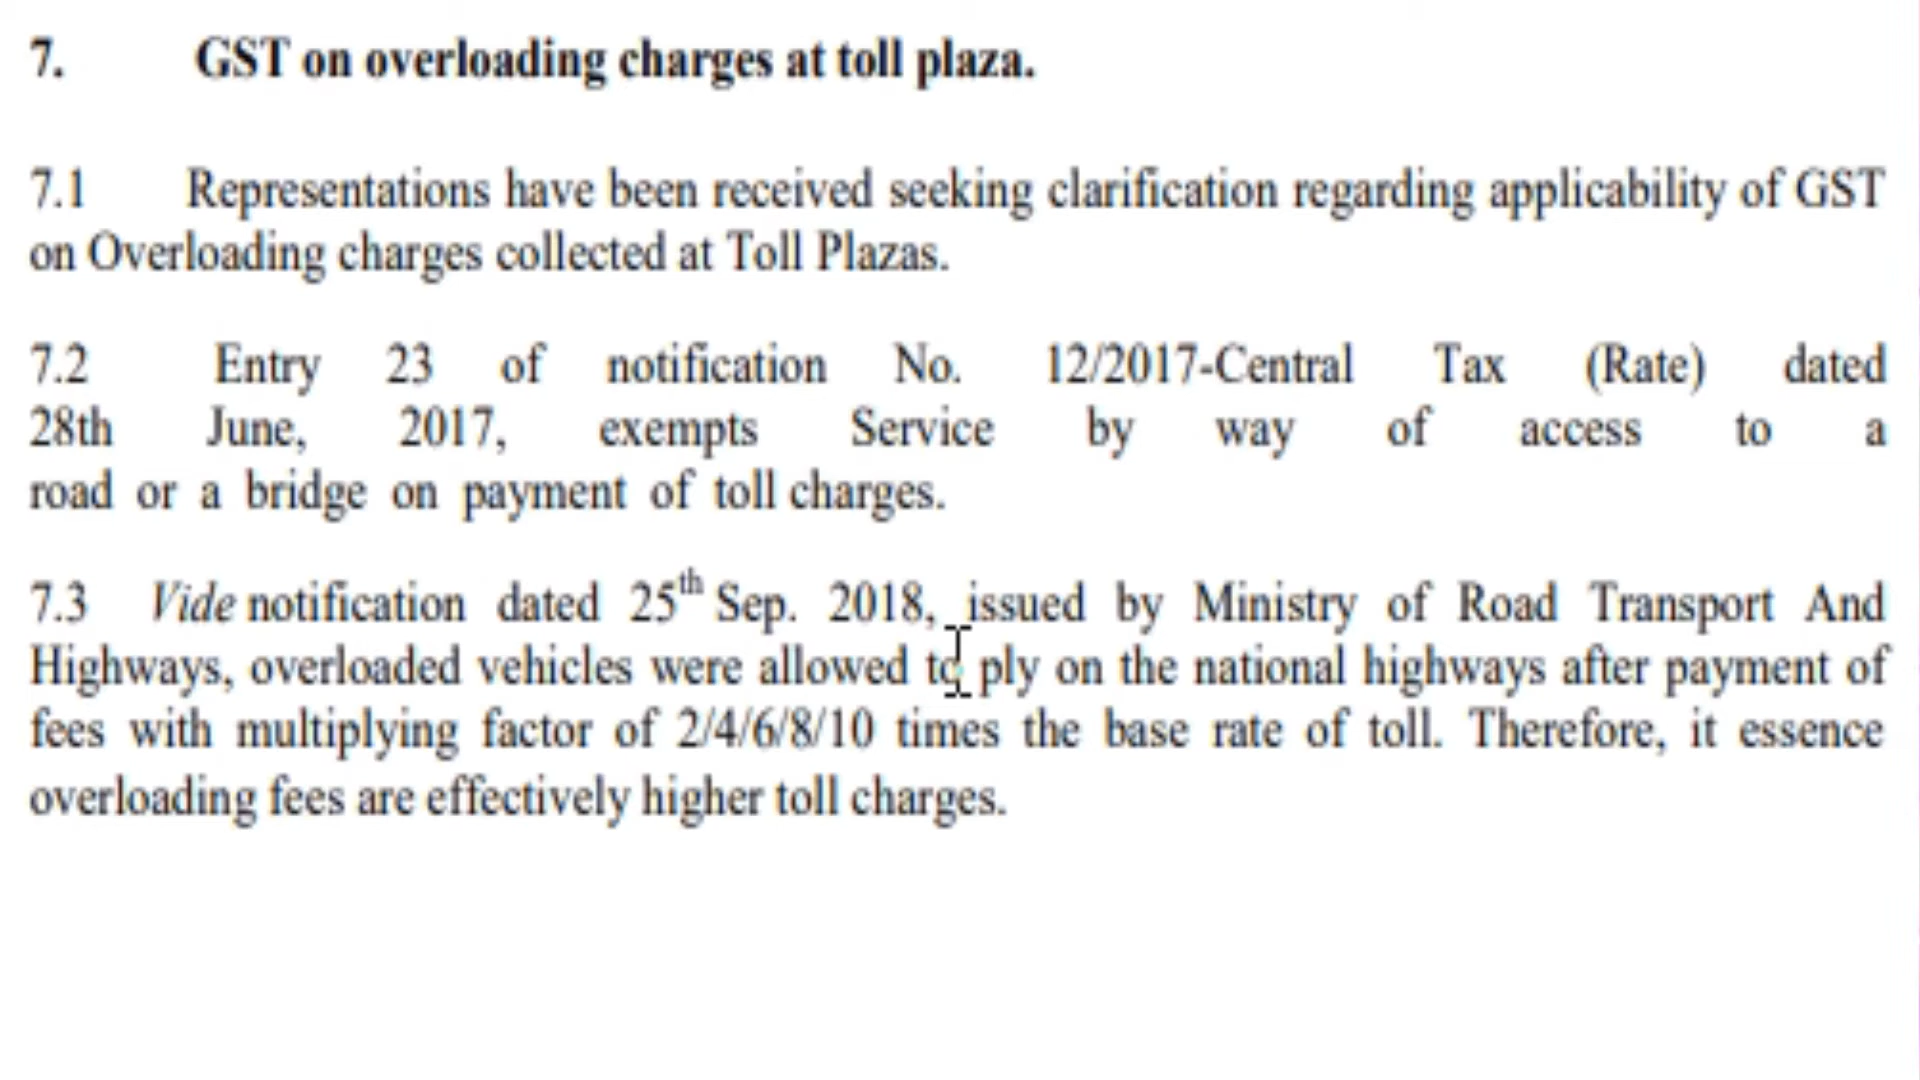 7. GST on overloading charges at toll plaza.
7.1 Representations have been received seeking clarification regarding applicability of GST
on Overloading charges collected at Toll Plazas.
7.2 Entry 23 of notification No. 12/2017-Central Tax (Rate) dated
28th June, 2017, exempts Service by way of access to a
road or a bridge on payment of toll charges.
7.3 Vide notification dated 25th Sep. 2018, issued by Ministry of Road Transport And
Highways, overloaded vehicles were allowed to ply on the national highways after payment of
fees with multiplying factor of 2/4/6/8/10 times the base rate of toll. Therefore, it essence
overloading fees are effectively higher toll charges.